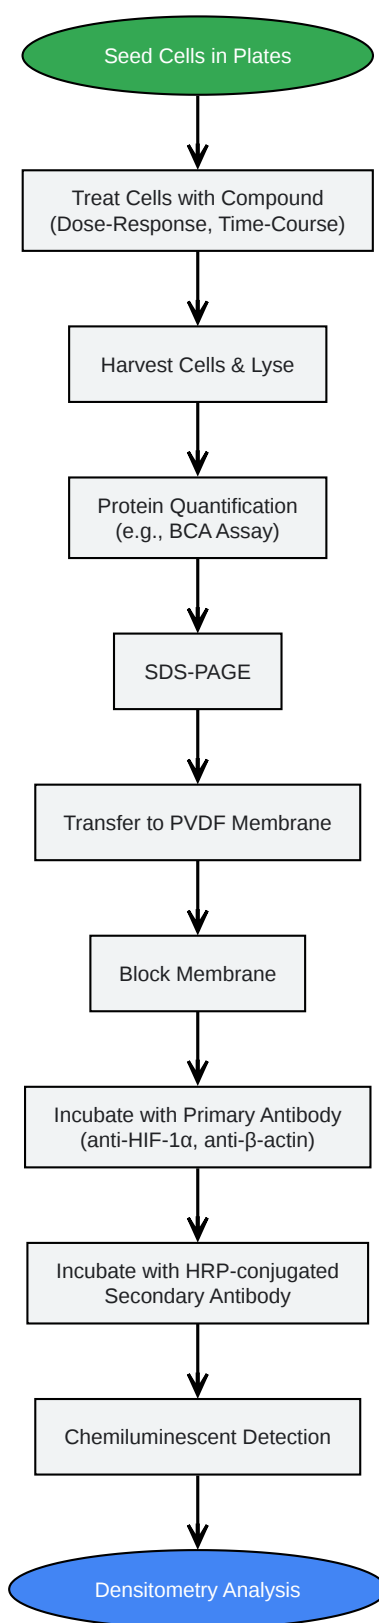 Seed Cells in Plates
Treat Cells with Compound
(Dose-Response, Time-Course)
Harvest Cells & Lyse
Protein Quantification
(e.g., BCA Assay)
SDS-PAGE
Transfer to PVDF Membrane
Block Membrane
Incubate with Primary Antibody
(anti-HIF-1α, anti-β-actin)
Incubate with HRP-conjugated
Secondary Antibody
Chemiluminescent Detection
Densitometry Analysis